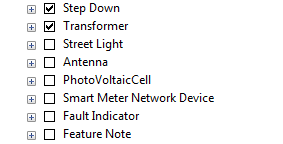 Step Down
Transformer
Street Light
Antenna
PhotoVoltaicCell
Smart Meter Network Device
Fault Indicator
Feature Note